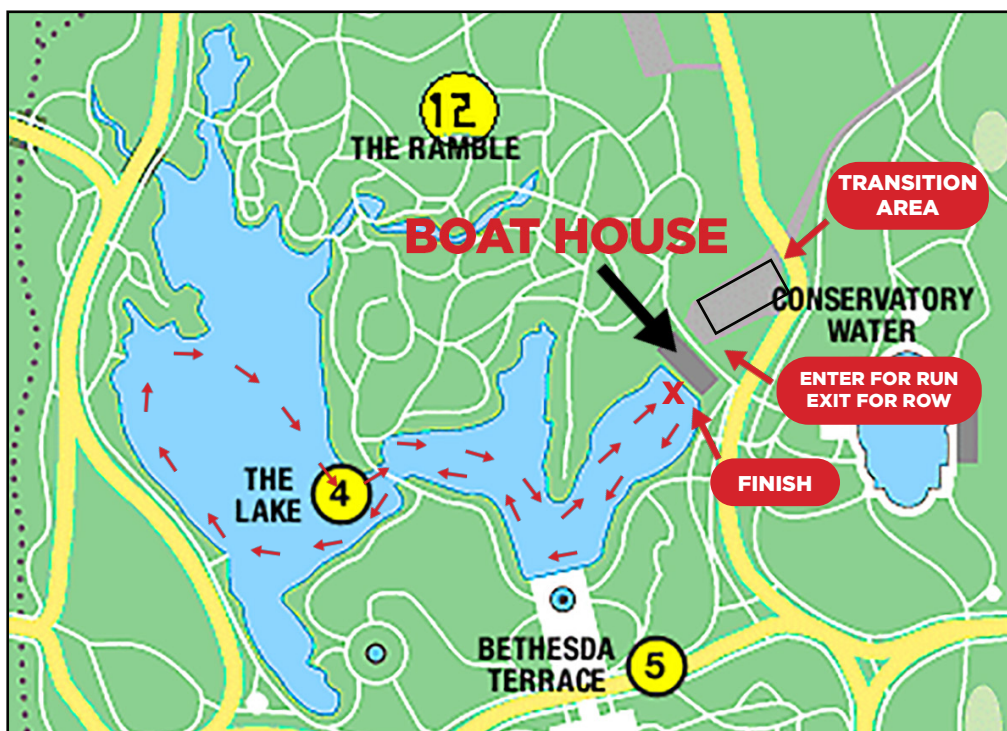 12
THE RAMBLE
TRANSITION
AREA
BOAT HOUSE
CONSERVATORY
WATER
ENTER FOR RUN
EXIT FOR ROW
X
THE
LAKE
4
FINISH
BETHESDA
TERRACE
5